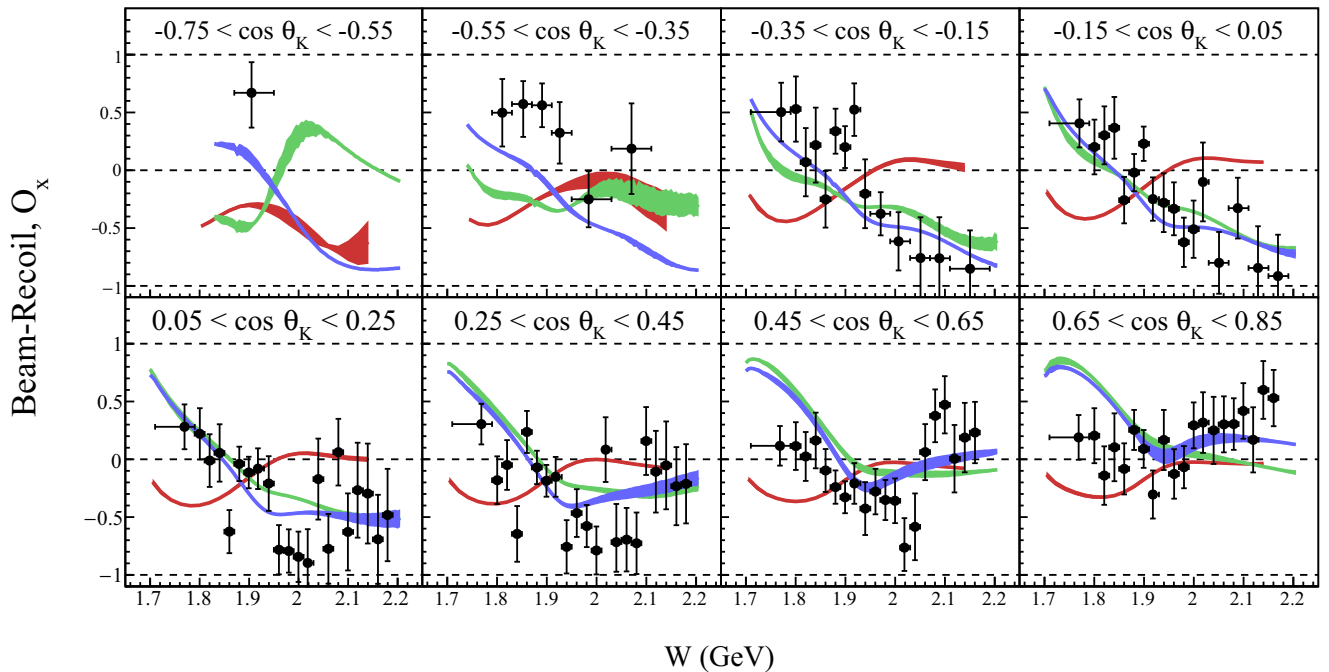 -0.75 < cos θK < -0.55
-0.55 < cos θK < -0.35
-0.35 < cos θK < -0.15
-0.15 < cos θK < 0.05
1
0.5
0
−0.5
−1
Beam-Recoil, Ox
0.05 < cos θK < 0.25
0.25 < cos θK < 0.45
0.45 < cos θK < 0.65
0.65 < cos θK < 0.85
1
0.5
0
−0.5
−1
1.7 1.8 1.9 2 2.1 2.2
1.7 1.8 1.9 2 2.1 2.2
1.7 1.8 1.9 2 2.1 2.2
1.7 1.8 1.9 2 2.1 2.2
W (GeV)